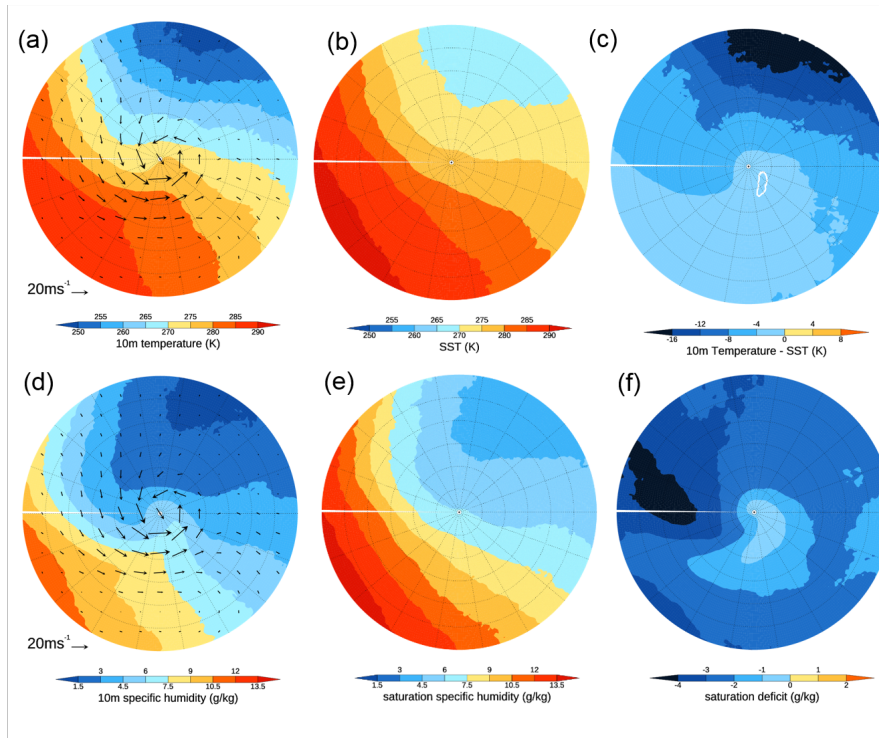 (a)
(b)
(c)
20ms⁻¹
255 265 275 285
250 260 270 280 290
10m temperature (K)
255 265 275 285
250 260 270 280 290
SST (K)
-12 -4 4
-16 -8 0 8
10m Temperature - SST (K)
(d)
(e)
(f)
20ms⁻¹
3 6 9 12
1.5 4.5 7.5 10.5 13.5
10m specific humidity (g/kg)
3 6 9 12
1.5 4.5 7.5 10.5 13.5
saturation specific humidity (g/kg)
-3 -1 1
-4 -2 0 2
saturation deficit (g/kg)